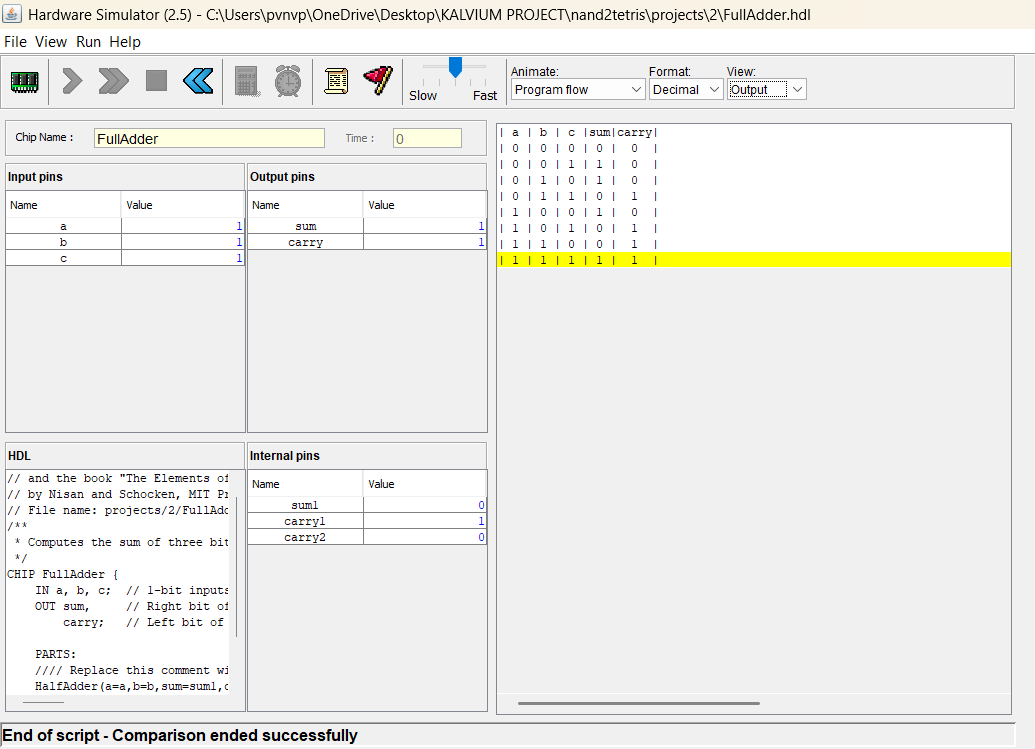 Hardware Simulator (2.5) - C:\Users\pvnvp\OneDrive\Desktop\KALVIUM PROJECT\nand2tetris\projects\2\FullAdder.hdl
File View Run Help
Slow Fast
Animate: Format: View:
Program flow Decimal Output
Chip Name : FullAdder Time : 0
Input pins
Name Value
a 1
b 1
c 1
Output pins
Name Value
sum 1
carry 1
HDL
// and the book "The Elements of
// by Nisan and Schocken, MIT Pr
// File name: projects/2/FullAdd
/**
* Computes the sum of three bit
*/
CHIP FullAdder {
IN a, b, c; // 1-bit inputs
OUT sum, // Right bit of
carry; // Left bit of
PARTS:
//// Replace this comment wi
HalfAdder(a=a,b=b,sum=sum1,c
Internal pins
Name Value
sum1 0
carry1 1
carry2 0
| a | b | c |sum|carry|
| 0 | 0 | 0 | 0 | 0 |
| 0 | 0 | 1 | 1 | 0 |
| 0 | 1 | 0 | 1 | 0 |
| 0 | 1 | 1 | 0 | 1 |
| 1 | 0 | 0 | 1 | 0 |
| 1 | 0 | 1 | 0 | 1 |
| 1 | 1 | 0 | 0 | 1 |
| 1 | 1 | 1 | 1 | 1 |
End of script - Comparison ended successfully